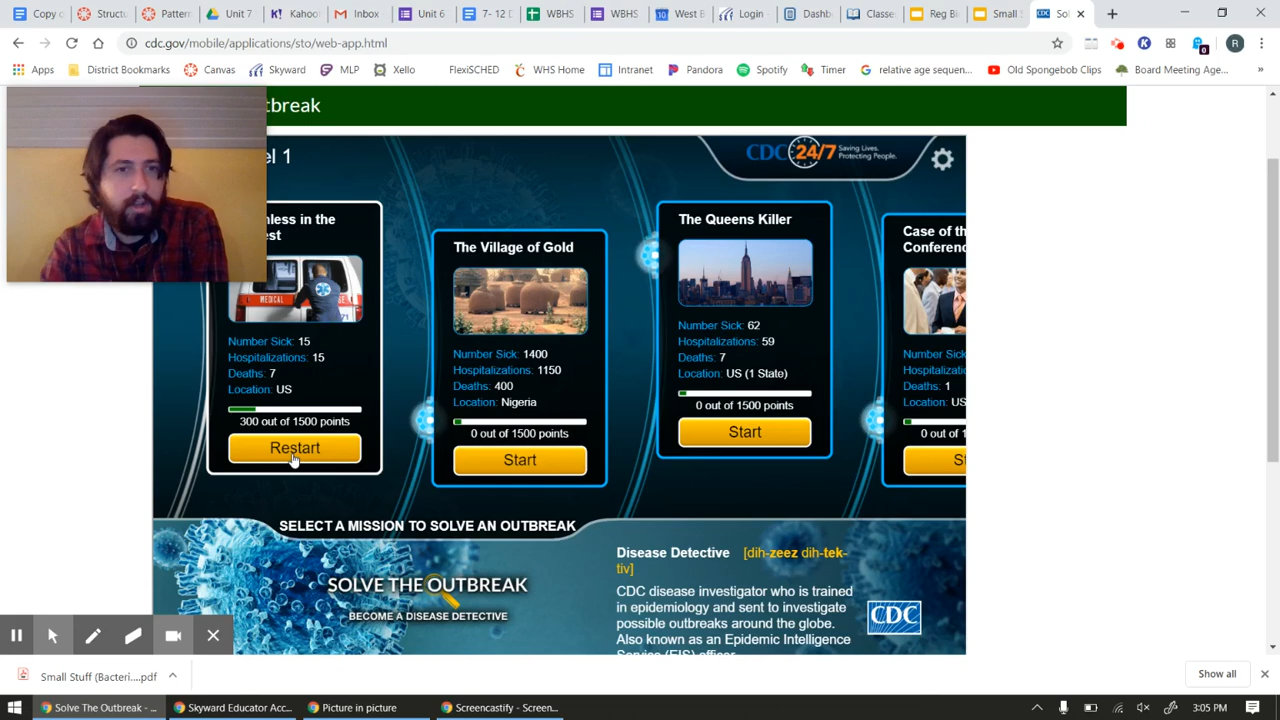 Copy o
Structu
Pattern
Unit 7
Kahoo
Inbox
Unit 6
7- 12 D
WBHS
WBHS
West B
Login
Dashb
Classe
Reg Bi
Small S
Sol
cdc.gov/mobile/applications/sto/web-app.html
R
0
Apps
District Bookmarks
Canvas
Skyward
MLP
Xello
FlexiSCHED
WHS Home
Intranet
Pandora
Spotify
Timer
relative age sequen...
Old Spongebob Clips
Board Meeting Age...
»
tbreak
el 1
CDC 24/7 Saving Lives.
Protecting People.
nless in the
est
MEDICAL
Number Sick: 15
Hospitalizations: 15
Deaths: 7
Location: US
300 out of 1500 points
Restart
The Village of Gold
Number Sick: 1400
Hospitalizations: 1150
Deaths: 400
Location: Nigeria
0 out of 1500 points
Start
The Queens Killer
Number Sick: 62
Hospitalizations: 59
Deaths: 7
Location: US (1 State)
0 out of 1500 points
Start
Case of th
Conferenc
Number Sick
Hospitaliza
Deaths: 1
Location: US
0 out of 1
St
SELECT A MISSION TO SOLVE AN OUTBREAK
SOLVE THE OUTBREAK
BECOME A DISEASE DETECTIVE
Disease Detective [dih-zeez dih-tek-
tiv]
CDC disease investigator who is trained
in epidemiology and sent to investigate
possible outbreaks around the globe.
Also known as an Epidemic Intelligence
Service (EIS) officer.
CDC
Small Stuff (Bacteri....pdf
Show all
Solve The Outbreak - ...
Skyward Educator Acc...
Picture in picture
Screencastify - Screen...
3:05 PM